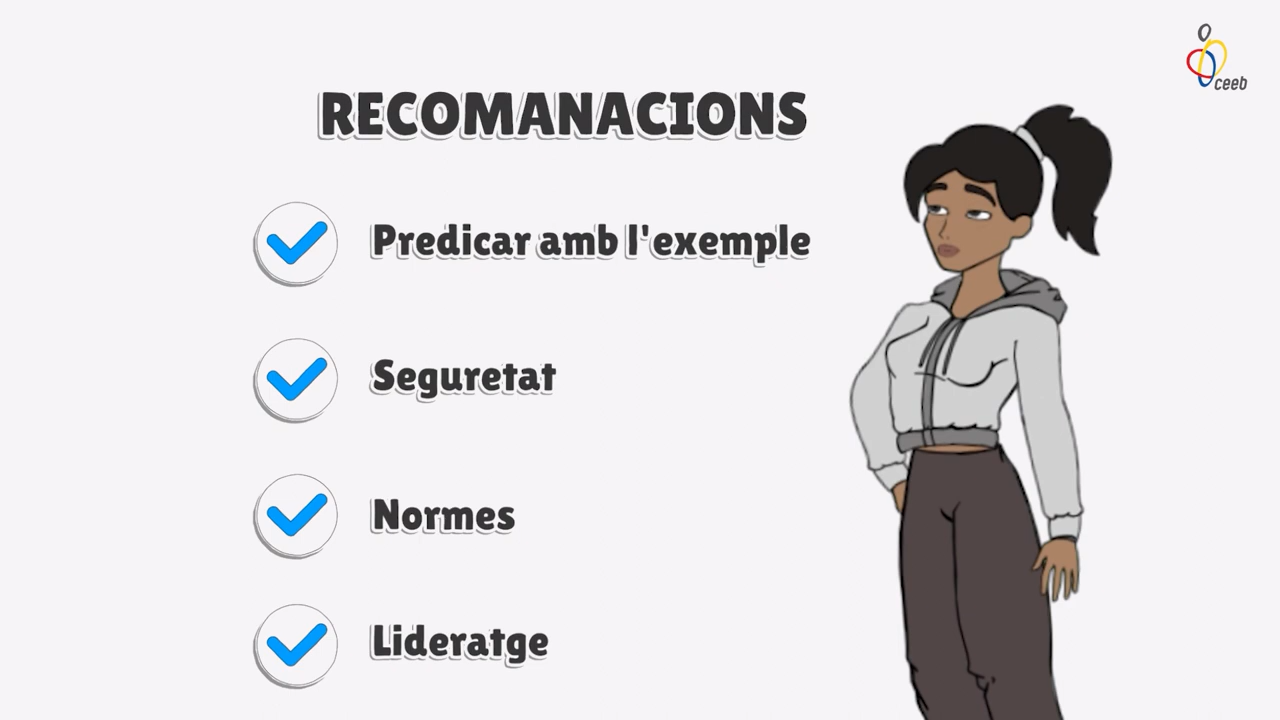 ceeb
RECOMANACIONS
Predicar amb l'exemple
Seguretat
Normes
Lideratge